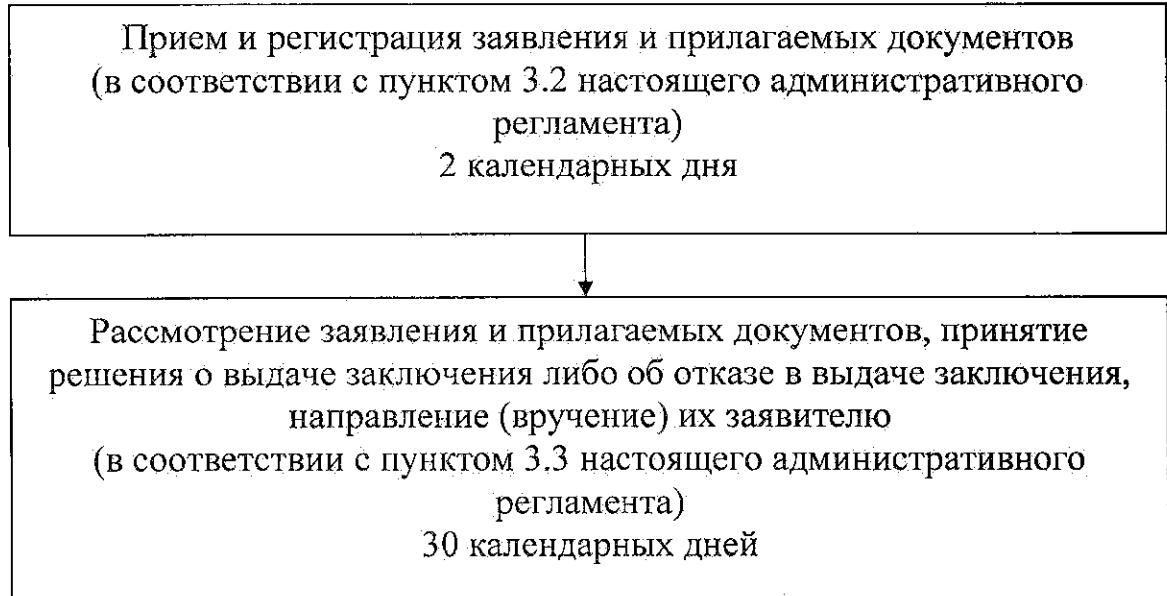 Прием и регистрация заявления и прилагаемых документов
(в соответствии с пунктом 3.2 настоящего административного
регламента)
2 календарных дня
Рассмотрение заявления и прилагаемых документов, принятие
решения о выдаче заключения либо об отказе в выдаче заключения,
направление (вручение) их заявителю
(в соответствии с пунктом 3.3 настоящего административного
регламента)
30 календарных дней